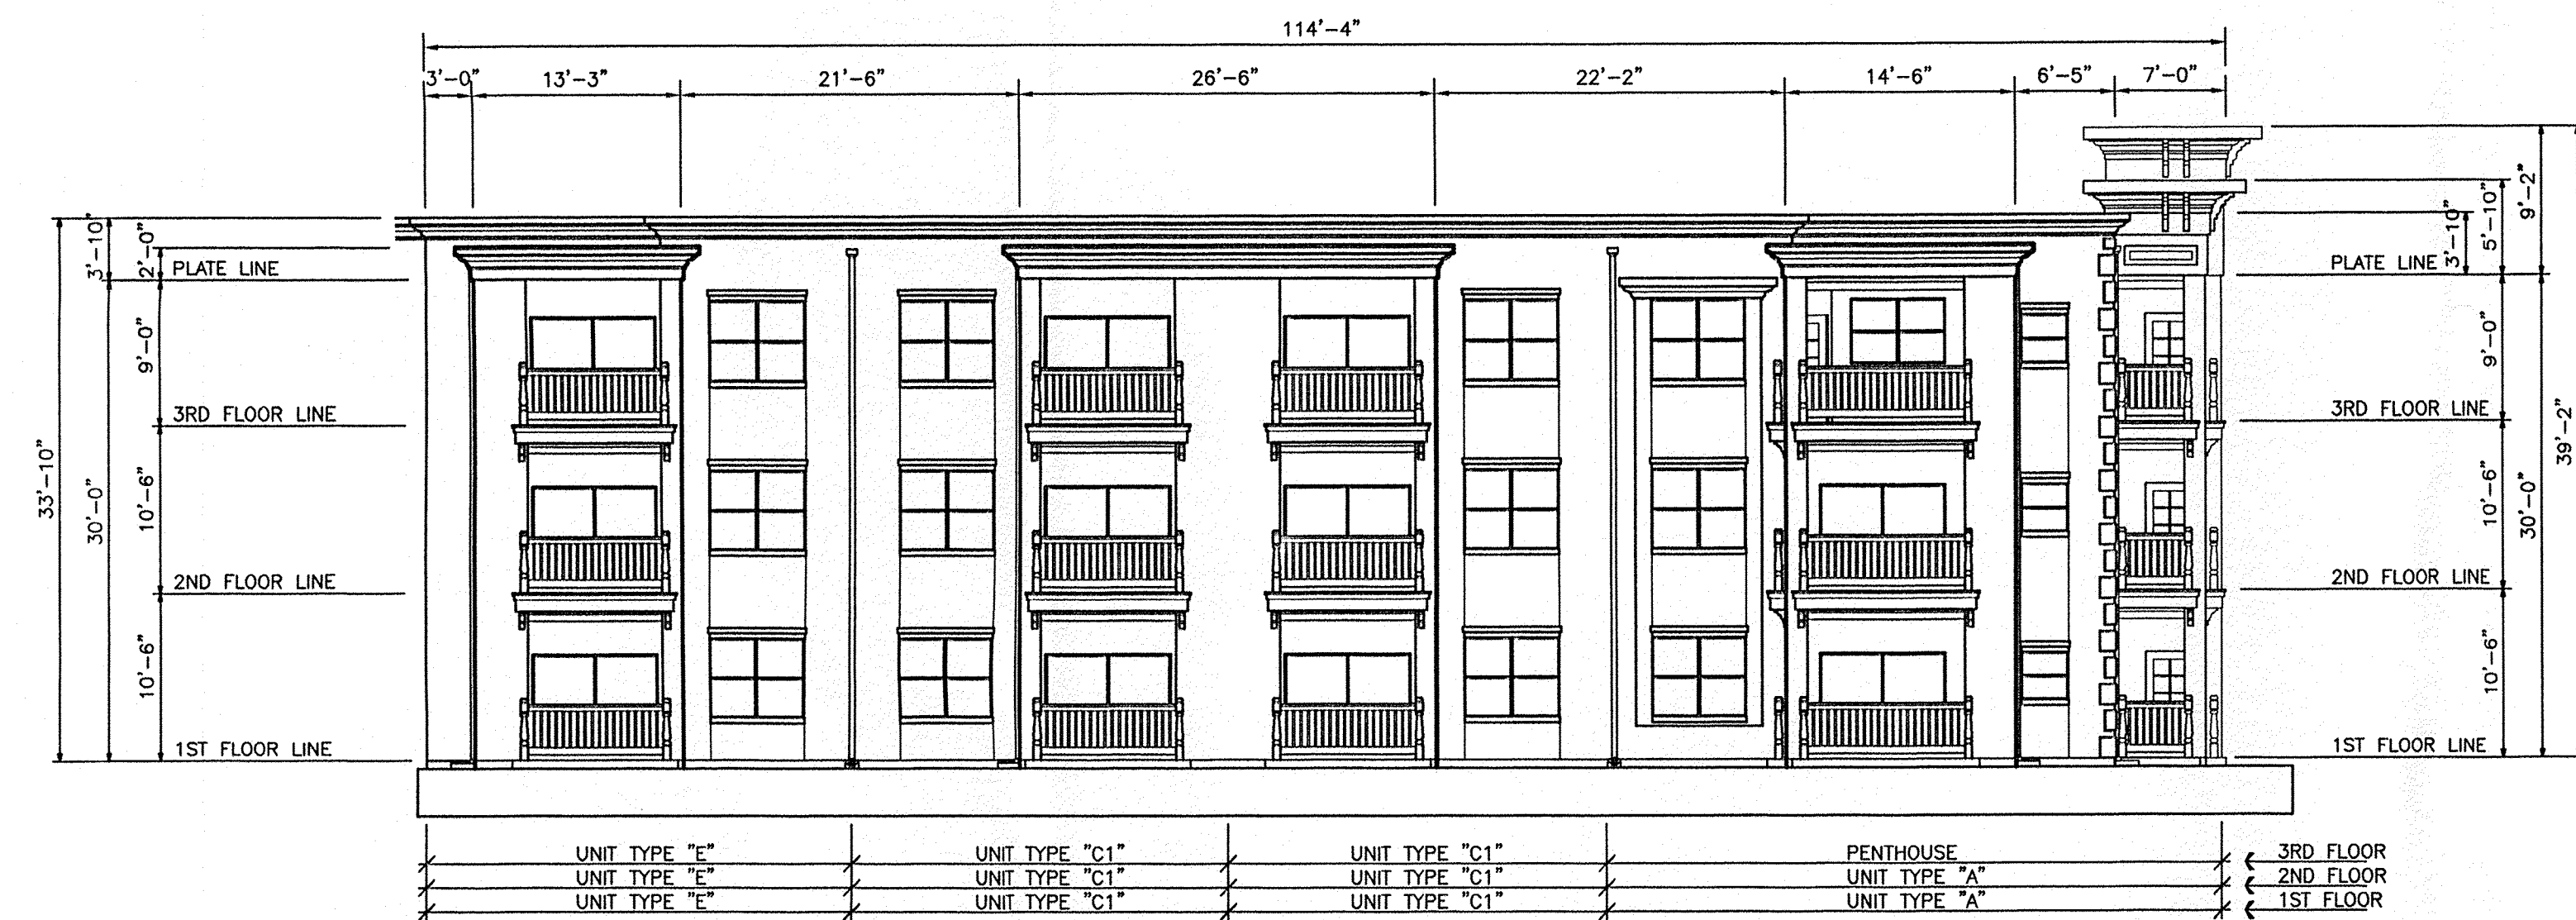 114'-4"
3'-0" 13'-3" 21'-6" 26'-6" 22'-2" 14'-6" 6'-5" 7'-0"
3'-10" 2'-0" 9'-0" 10'-6" 10'-6" 30'-0" 33'-10"
PLATE LINE
3RD FLOOR LINE
2ND FLOOR LINE
1ST FLOOR LINE
9'-2" 5'-10" 3'-10" 9'-0" 10'-6" 10'-6" 30'-0" 39'-2"
PLATE LINE
3RD FLOOR LINE
2ND FLOOR LINE
1ST FLOOR LINE
UNIT TYPE "E" UNIT TYPE "C1" UNIT TYPE "C1" PENTHOUSE 3RD FLOOR
UNIT TYPE "E" UNIT TYPE "C1" UNIT TYPE "C1" UNIT TYPE "A" 2ND FLOOR
UNIT TYPE "E" UNIT TYPE "C1" UNIT TYPE "C1" UNIT TYPE "A" 1ST FLOOR